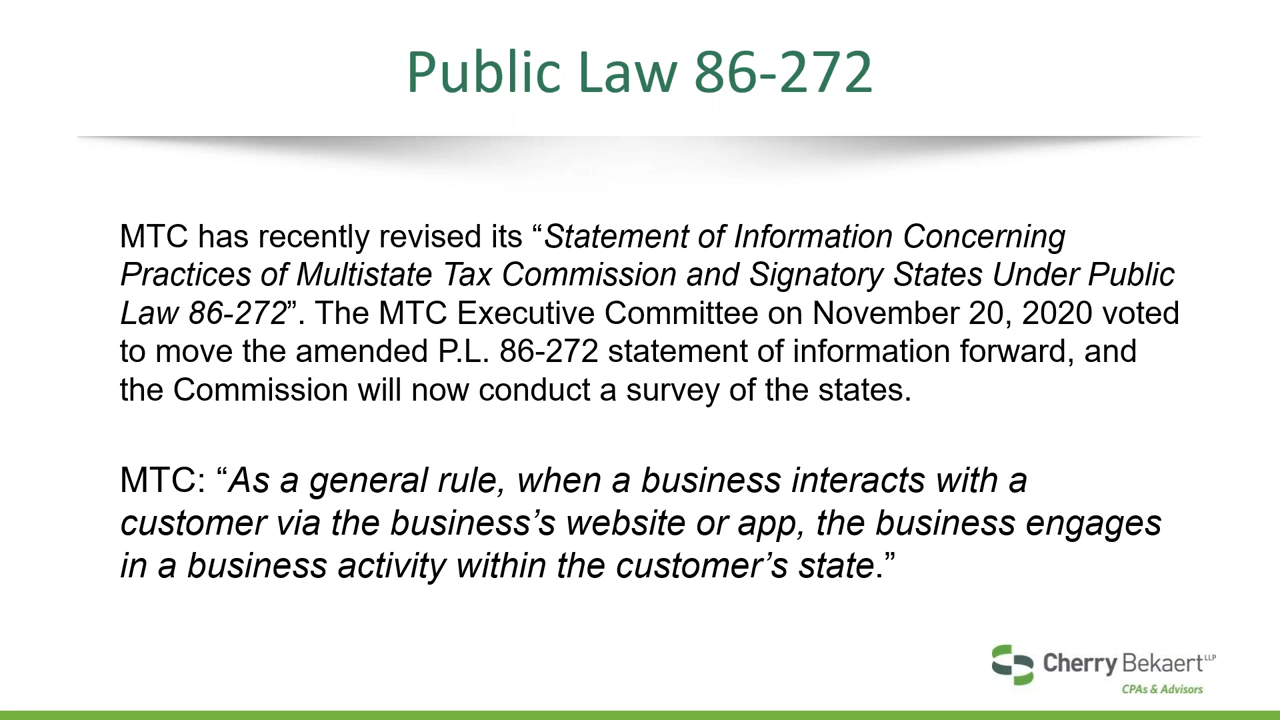 Public Law 86-272
MTC has recently revised its “Statement of Information Concerning
Practices of Multistate Tax Commission and Signatory States Under Public
Law 86-272”. The MTC Executive Committee on November 20, 2020 voted
to move the amended P.L. 86-272 statement of information forward, and
the Commission will now conduct a survey of the states.
MTC: “As a general rule, when a business interacts with a
customer via the business’s website or app, the business engages
in a business activity within the customer’s state.”
Cherry Bekaert LLP
CPAs & Advisors